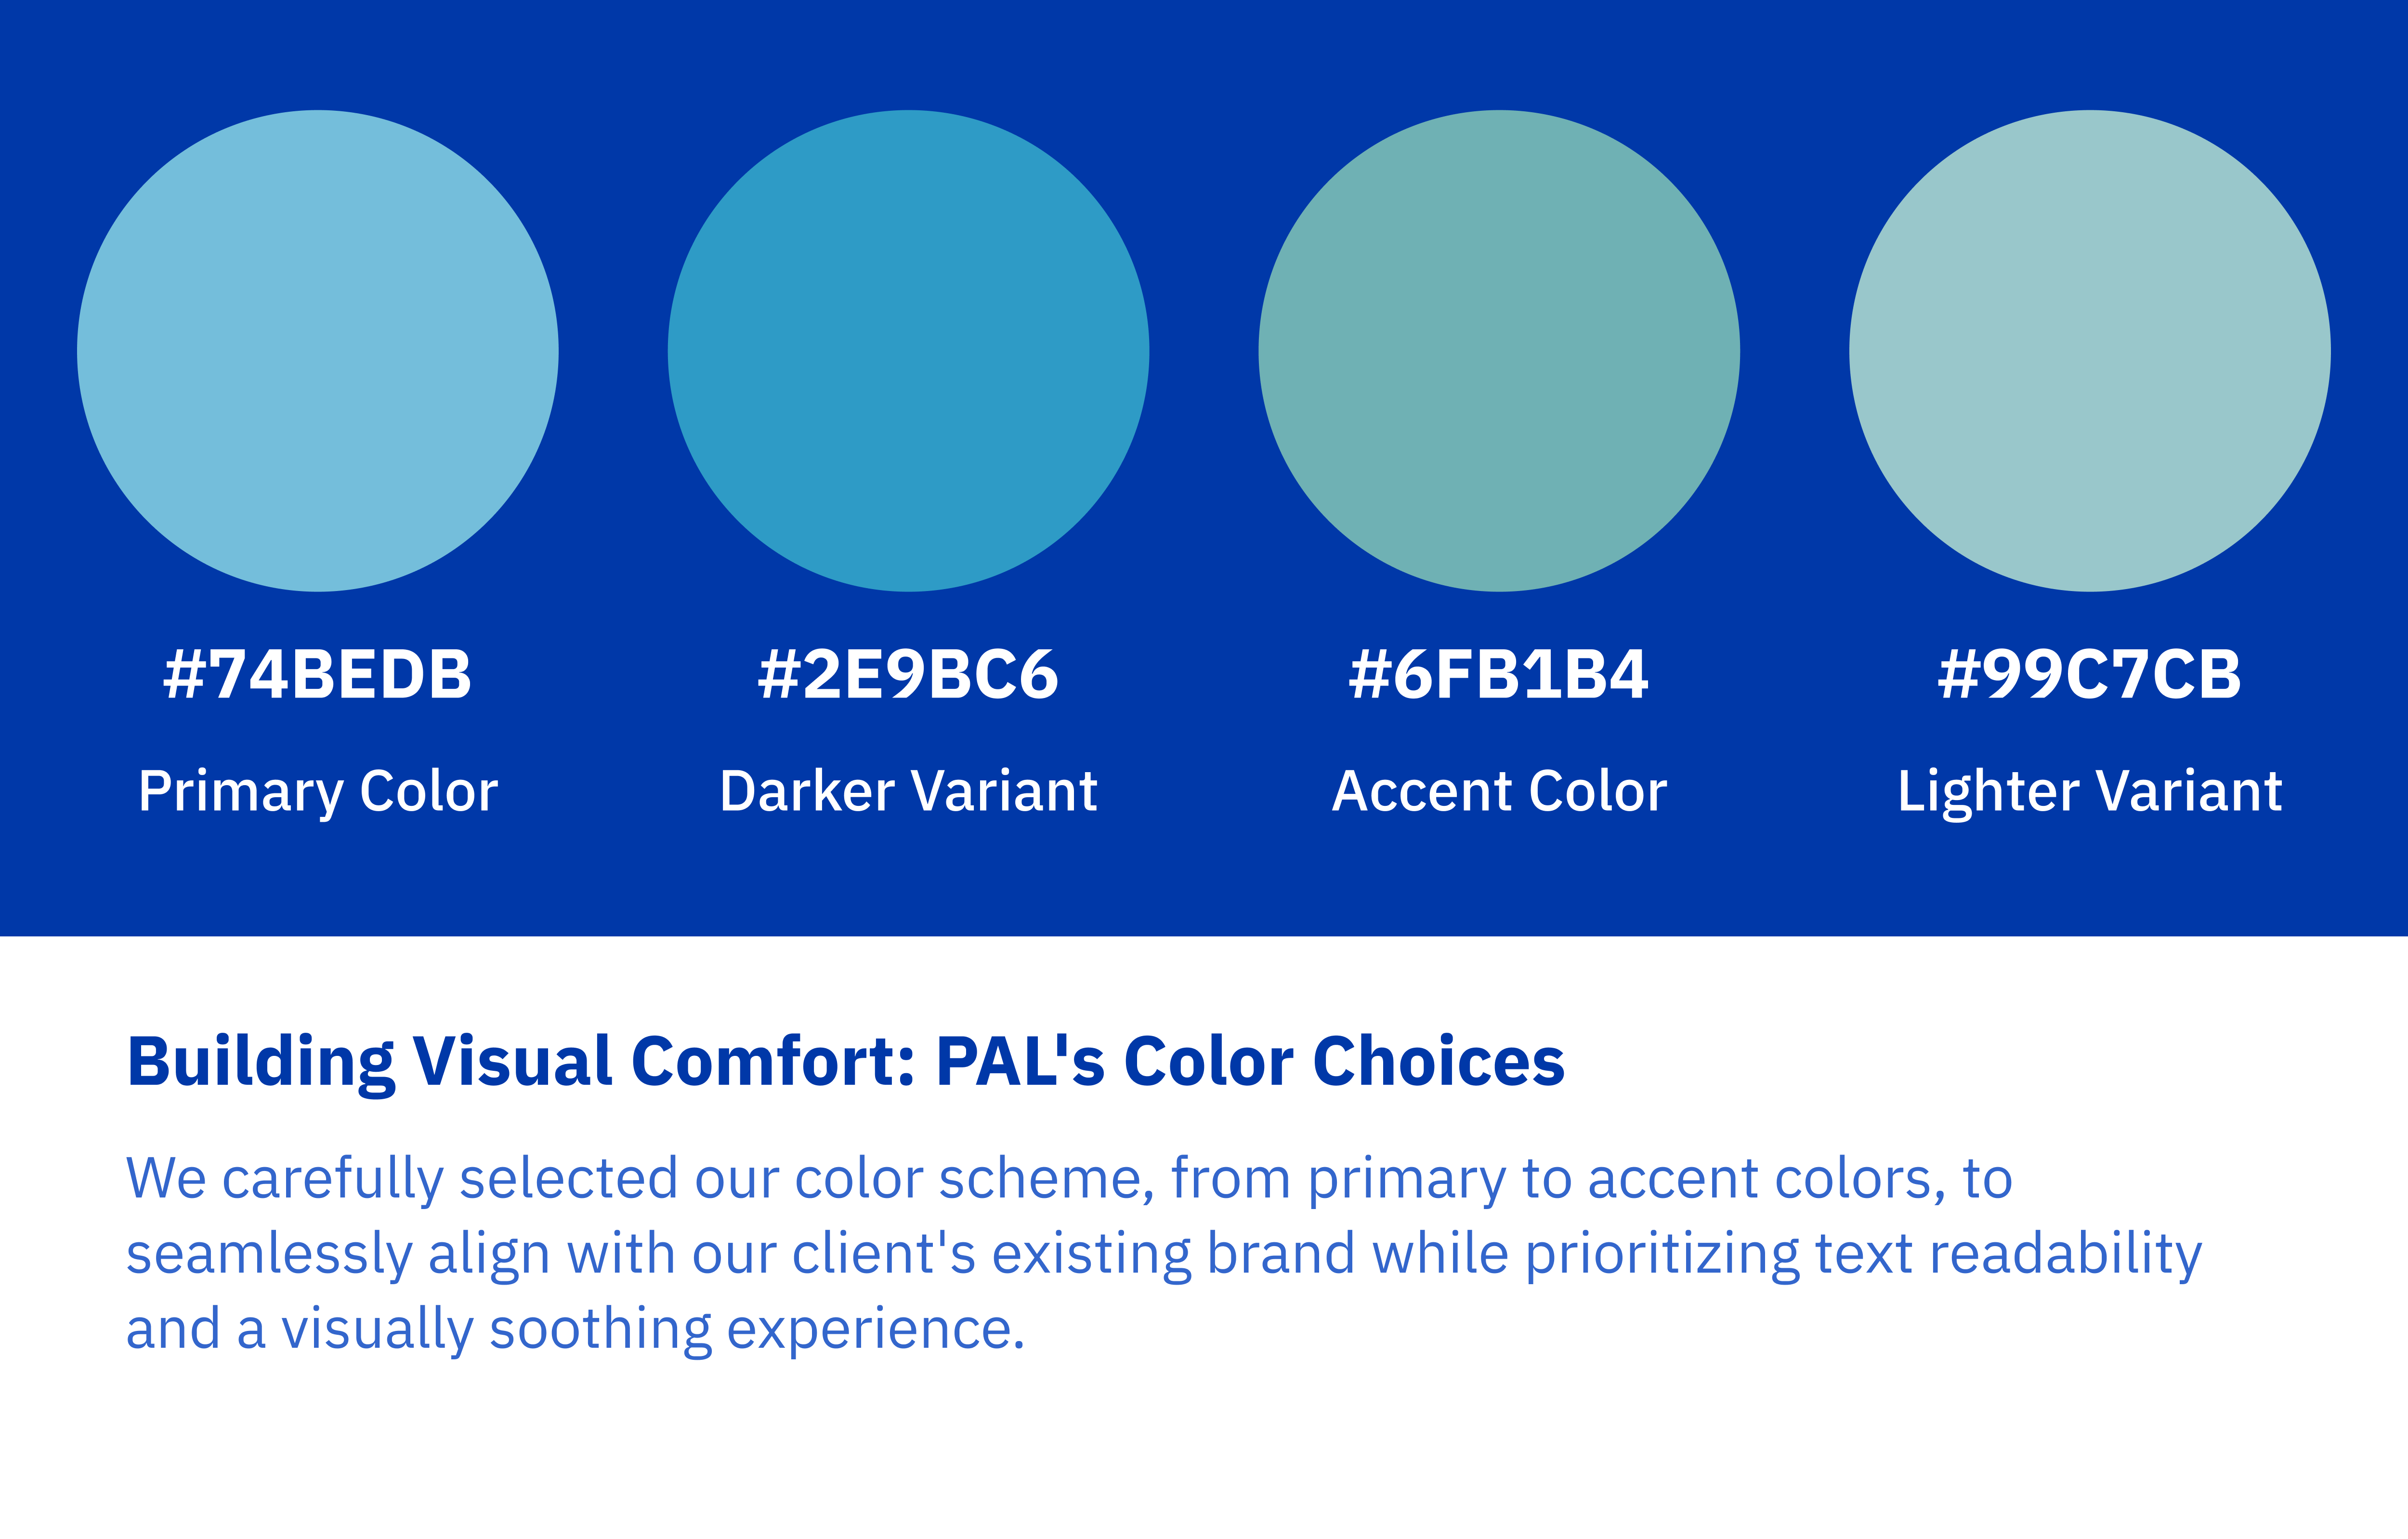 #74BEDB
#2E9BC6
#6FB1B4
#99C7CB
Primary Color
Darker Variant
Accent Color
Lighter Variant
Building Visual Comfort: PAL's Color Choices
We carefully selected our color scheme, from primary to accent colors, to
seamlessly align with our client's existing brand while prioritizing text readability
and a visually soothing experience.